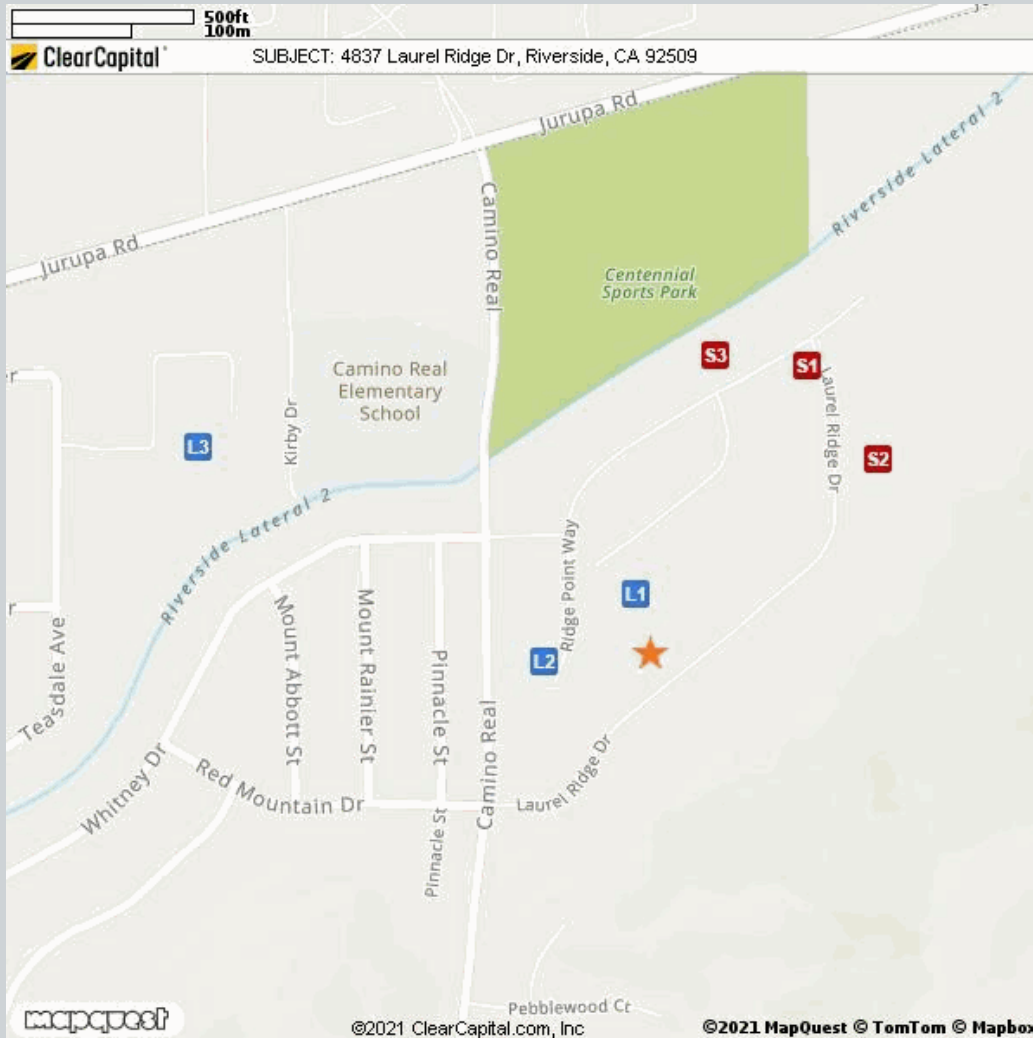 500ft
100m
ClearCapital
SUBJECT: 4837 Laurel Ridge Dr, Riverside, CA 92509
Jurupa Rd
Riverside Lateral 2
Camino Real
Jurupa Rd
Centennial
Sports Park
S3
S1
Camino Real
Elementary
School
Laurel Ridge Dr
Kirby Dr
L3
S2
Riverside Lateral 2
Ridge Point Way
L1
Mount Abbott St
Mount Rainier St
Pinnacle St
L2
Teasdale Ave
Camino Real
Whitney Dr
Red Mountain Dr
Laurel Ridge Dr
Pinnacle St
Pebblewood Ct
mapquest
©2021 ClearCapital.com, Inc
©2021 MapQuest © TomTom © Mapbox